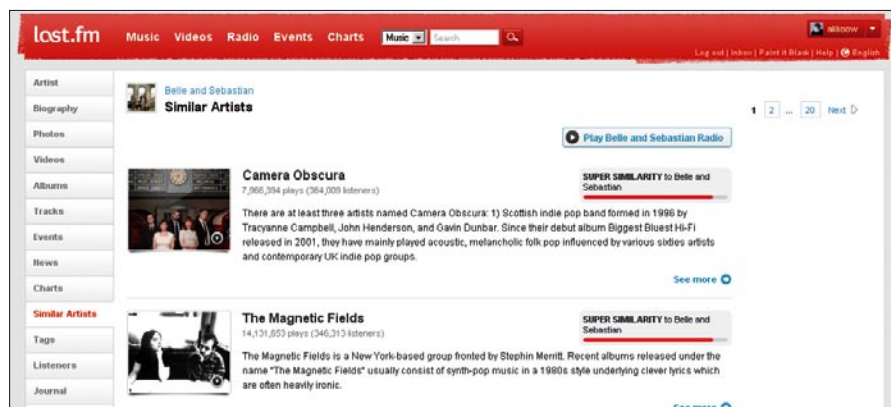 last.fm
Music Videos Radio Events Charts Music Search
akknow
Log out | Inbox | Paint it Black | Help | English
Artist
Biography
Photos
Videos
Albums
Tracks
Events
News
Charts
Similar Artists
Tags
Listeners
Journal
Belle and Sebastian
Similar Artists
1 2 ... 20 Next
Play Belle and Sebastian Radio
Camera Obscura
7,966,394 plays (364,009 listeners)
SUPER SIMILARITY to Belle and
Sebastian
There are at least three artists named Camera Obscura: 1) Scottish indie pop band formed in 1996 by
Tracyanne Campbell, John Henderson, and Gavin Dunbar. Since their debut album Biggest Bluest Hi-Fi
released in 2001, they have mainly played acoustic, melancholic folk pop influenced by various sixties artists
and contemporary UK indie pop groups.
See more
The Magnetic Fields
14,131,653 plays (346,313 listeners)
SUPER SIMILARITY to Belle and
Sebastian
The Magnetic Fields is a New York-based group fronted by Stephin Merritt. Recent albums released under the
name "The Magnetic Fields" usually consist of synth-pop music in a 1980s style underlying clever lyrics which
are often heavily ironic.
See more